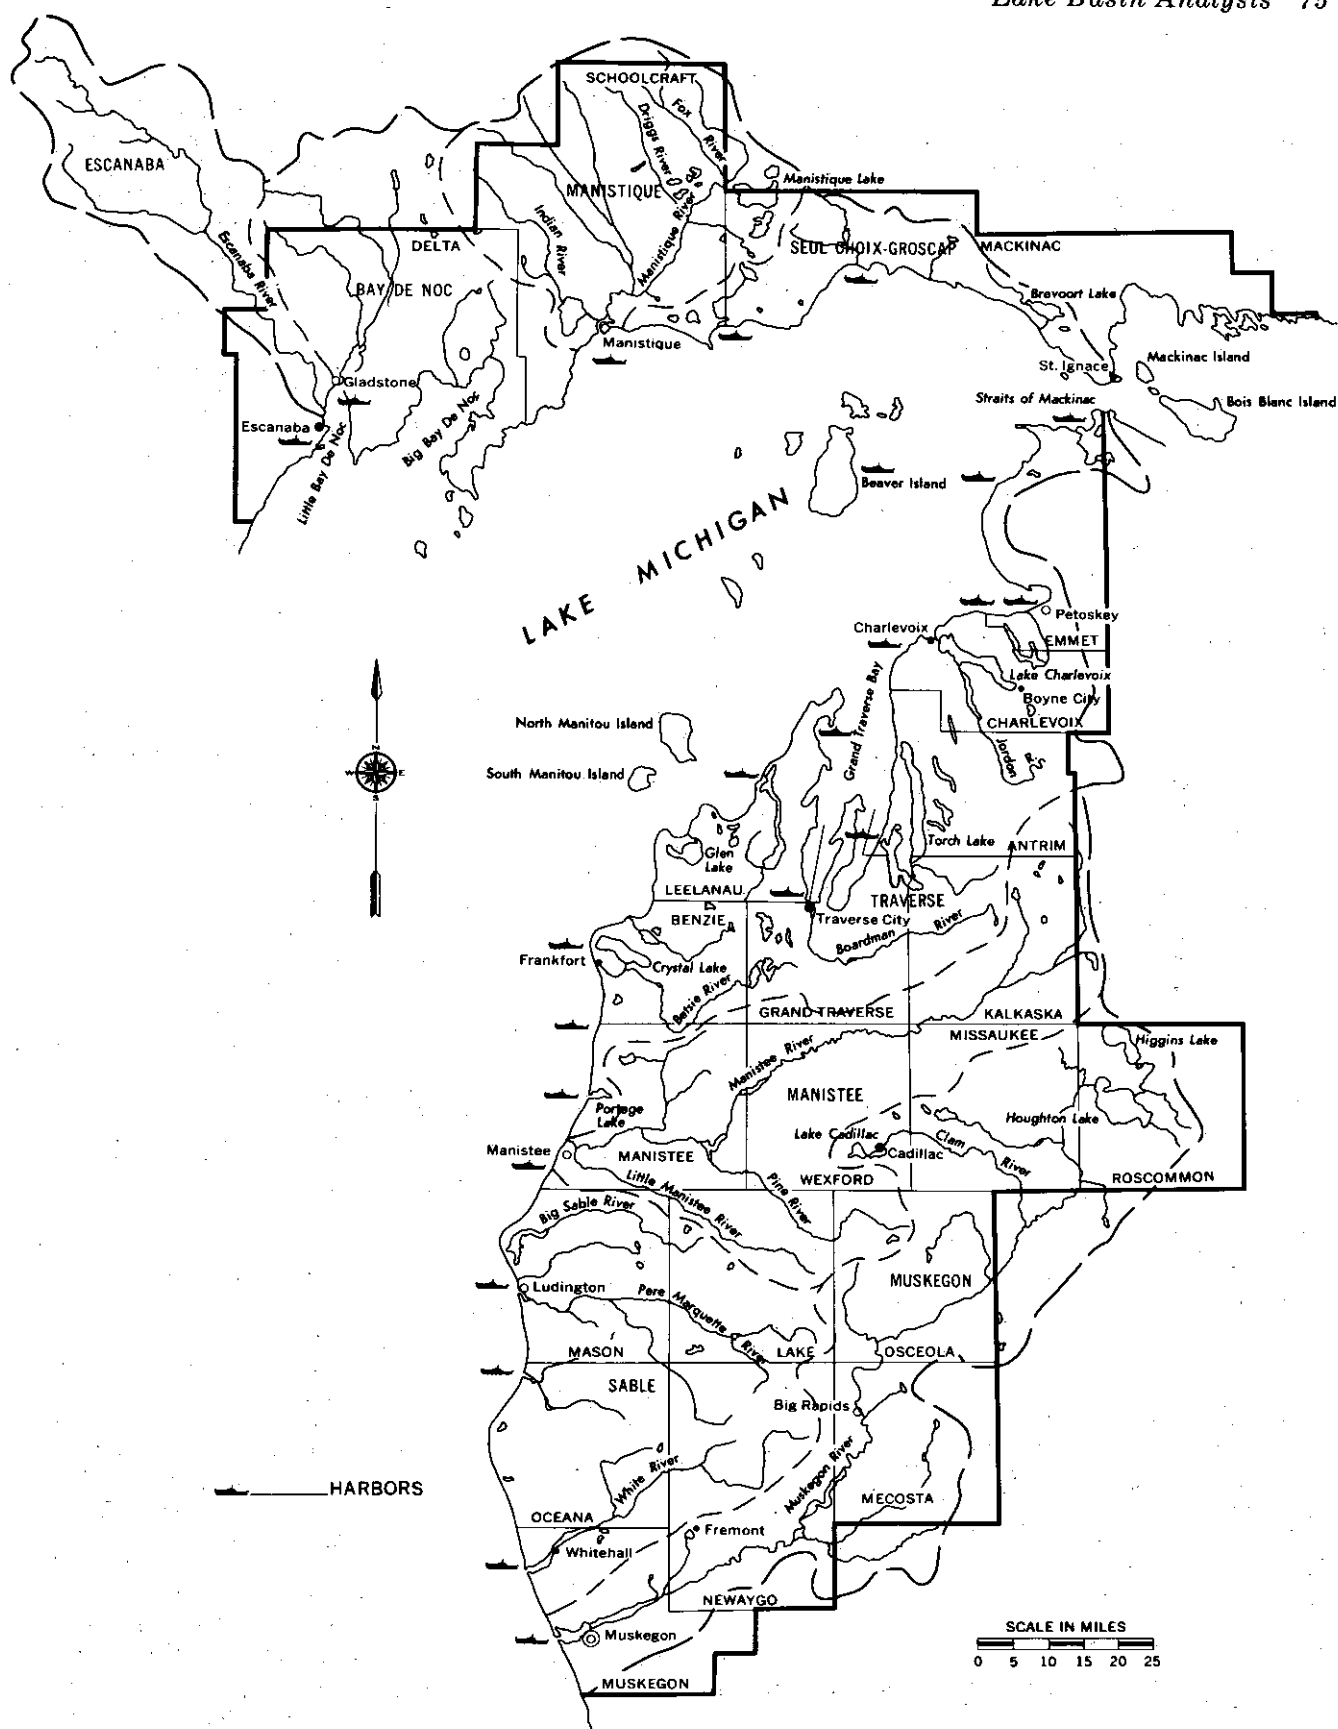 Lake Basin Analysis 75
SCHOOLCRAFT
Fox River
Driggs River
ESCANABA
MANISTIQUE
Manistique Lake
Indian River
Manistique River
Escanaba River
DELTA
SEUL CHOIX-GROSCAP
MACKINAC
BAY DE NOC
Brevoort Lake
Manistique
Mackinac Island
St. Ignace
Gladstone
Straits of Mackinac
Bois Blanc Island
Escanaba
Big Bay De Noc
Little Bay De Noc
Beaver Island
LAKE MICHIGAN
Petoskey
Charlevoix
EMMET
Lake Charlevoix
Boyne City
Grand Traverse Bay
North Manitou Island
CHARLEVOIX
Jordon Riv
South Manitou Island
N
W E
S
Torch Lake
ANTRIM
Glen
Lake
LEELANAU
TRAVERSE
BENZIE
Traverse City
Boardman River
Frankfort
Crystal Lake
Betsie River
GRAND TRAVERSE
KALKASKA
MISSAUKEE
Higgins Lake
Manistee River
MANISTEE
Portage
Lake
Houghton Lake
Lake Cadillac
Clam River
Manistee
Cadillac
MANISTEE
WEXFORD
ROSCOMMON
Little Manistee River
Pine River
Big Sable River
MUSKEGON
Ludington
Pere Marquette River
MASON
LAKE
OSCEOLA
SABLE
Big Rapids
Muskegon River
White River
HARBORS
MECOSTA
OCEANA
Fremont
Whitehall
NEWAYGO
SCALE IN MILES
0 5 10 15 20 25
Muskegon
MUSKEGON